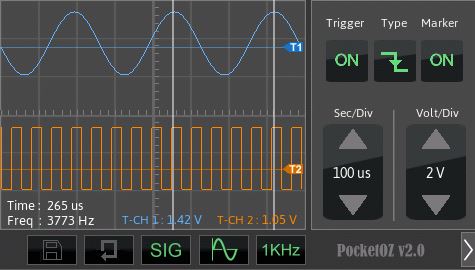 Trigger Type Marker
T1
ON ON
Sec/Div Volt/Div
100 us 2 V
T2
Time : 265 us
Freq : 3773 Hz T-CH 1 : 1.42 V T-CH 2 : 1.05 V
SIG 1KHz PocketOZ v2.0